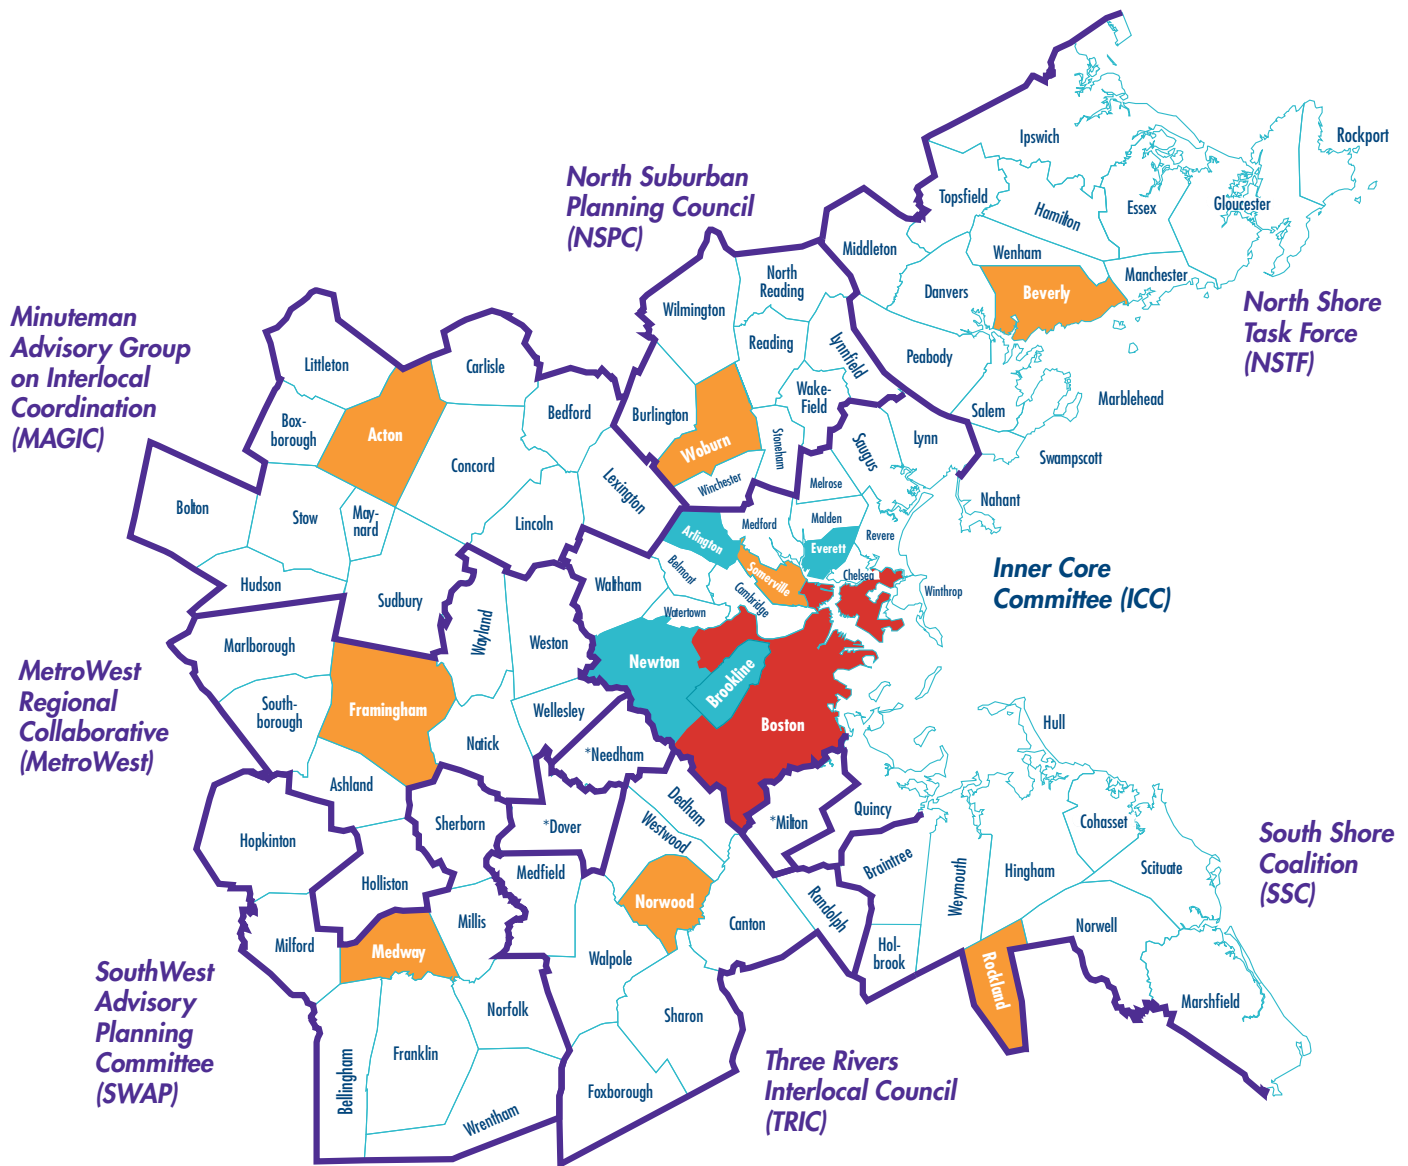 Rockport
Ipswich
North Suburban
Planning Council
(NSPC)
Topsfield
Hamilton
Essex
Gloucester
Middleton
Wenham
Manchester
North
Reading
Danvers
Beverly
North Shore
Task Force
(NSTF)
Minuteman
Advisory Group
on Interlocal
Coordination
(MAGIC)
Wilmington
Reading
Lynnfield
Peabody
Littleton
Carlisle
Marblehead
Wake-
Field
Box-
borough
Acton
Bedford
Burlington
Woburn
Stoneham
Saugus
Lynn
Salem
Swampscott
Concord
Lexington
Winchester
Melrose
Nahant
Bolton
Stow
May-
nard
Lincoln
Arlington
Medford
Malden
Revere
Everett
Inner Core
Committee (ICC)
Hudson
Sudbury
Waltham
Belmont
Somerville
Chelsea
Winthrop
Cambridge
Watertown
Marlborough
Wayland
Weston
Newton
Brookline
Boston
MetroWest
Regional
Collaborative
(MetroWest)
South-
borough
Framingham
Wellesley
Natick
*Needham
Hull
Ashland
Dedham
Westwood
Quincy
*Milton
Hopkinton
Sherborn
*Dover
Cohasset
South Shore
Coalition
(SSC)
Holliston
Medfield
Norwood
Randolph
Braintree
Weymouth
Hingham
Scituate
Milford
Medway
Millis
Canton
Norwell
Walpole
Hol-
brook
Rockland
SouthWest
Advisory
Planning
Committee
(SWAP)
Norfolk
Sharon
Marshfield
Bellingham
Franklin
Wrentham
Foxborough
Three Rivers
Interlocal Council
(TRIC)